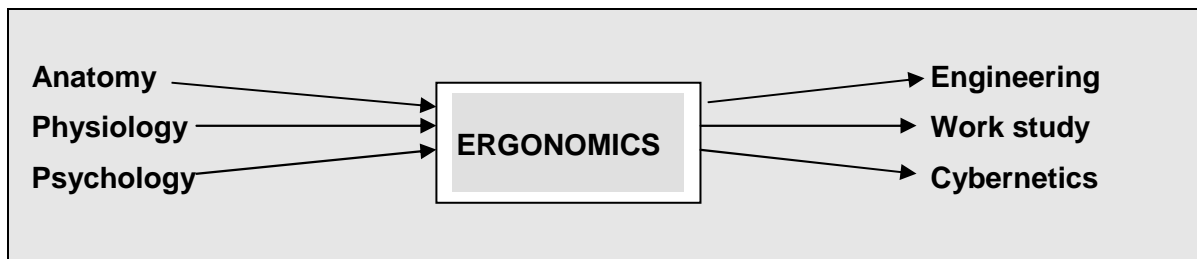 Anatomy
Physiology
Psychology
ERGONOMICS
Engineering
Work study
Cybernetics